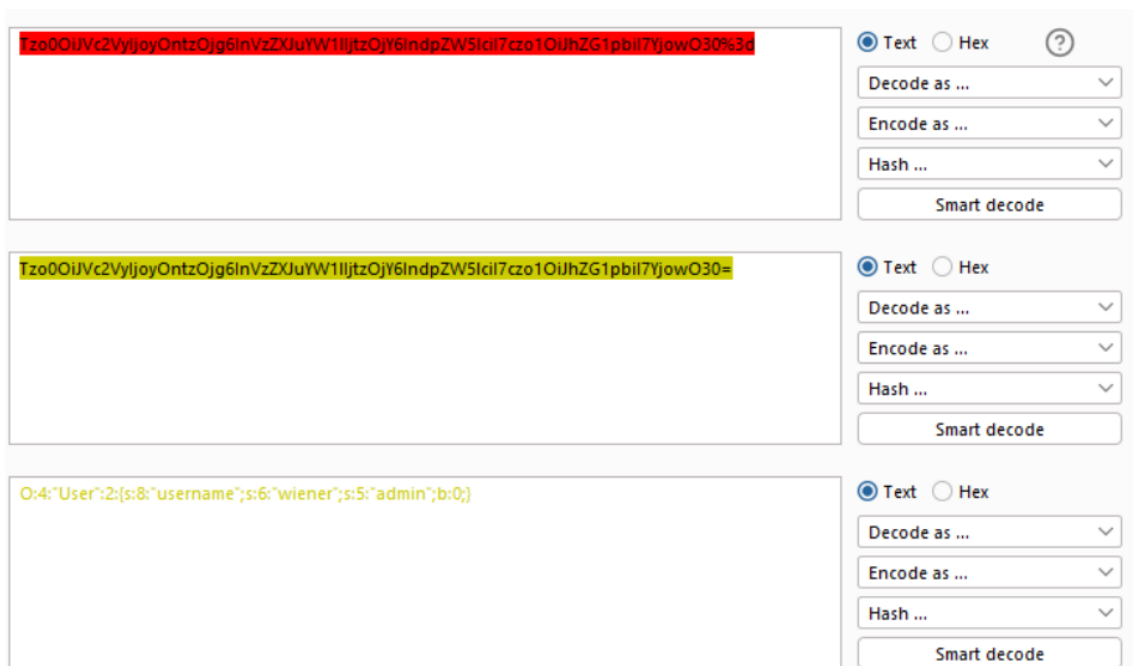 Tzo0OiJVc2VyIjoyOntzOjg6InVzZXJuYW1lIjtzOjY6IndpZW5lciI7czo1OiJhZG1pbiI7YjowO30%3d
Text Hex ?
Decode as ...
Encode as ...
Hash ...
Smart decode
Tzo0OiJVc2VyIjoyOntzOjg6InVzZXJuYW1lIjtzOjY6IndpZW5lciI7czo1OiJhZG1pbiI7YjowO30=
Text Hex
Decode as ...
Encode as ...
Hash ...
Smart decode
O:4:"User":2:{s:8:"username";s:6:"wiener";s:5:"admin";b:0;}
Text Hex
Decode as ...
Encode as ...
Hash ...
Smart decode